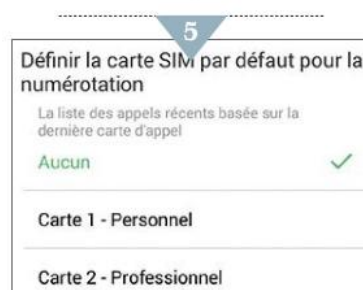 5
Définir la carte SIM par défaut pour la
numérotation
La liste des appels récents basée sur la
dernière carte d'appel
Aucun
Carte 1 - Personnel
Carte 2 - Professionnel